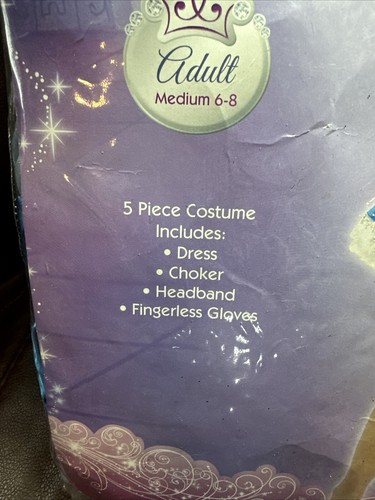 Adult
Medium 6-8
5 Piece Costume
Includes:
• Dress
• Choker
• Headband
• Fingerless Gloves